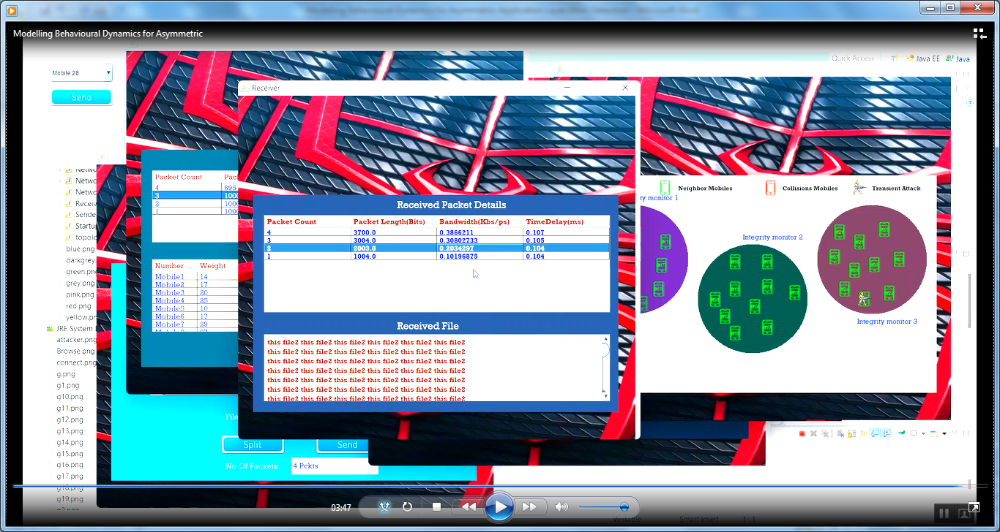 Modelling Behavioural Dynamics for Asymmetric
Quick Access
Java EE
Java
Mobile 28
Send
Receiver
Netwo
Netwo
Netwo
Receiv
Sende
Startu
topolo
blue.png
darkgrey.
green.pn
grey.png
pink.png
red.png
yellow.pn
JRE System
attacker.png
Browse.png
connect.png
g.png
g1.png
g10.png
g11.png
g12.png
g13.png
g14.png
g15.png
g16.png
g17.png
g18.png
g19.png
Packet Count Pack
4 695
3 1000
2 1000
1 1000
Number ... Weight
Mobile1 14
Mobile2 17
Mobile3 20
Mobile4 25
Mobile5 10
Mobile6 17
Mobile7 29
Received Packet Details
Packet Count Packet Length(Bits) Bandwidth(Kbs/ps) TimeDelay(ms)
4 3700.0 0.3866211 0.107
3 3004.0 0.30802733 0.105
2 2003.0 0.2034297 0.104
1 1004.0 0.10196875 0.104
Received File
this file2 this file2 this file2 this file2 this file2 this file2
this file2 this file2 this file2 this file2 this file2 this file2
this file2 this file2 this file2 this file2 this file2 this file2
this file2 this file2 this file2 this file2 this file2 this file2
this file2 this file2 this file2 this file2 this file2 this file2
this file2 this file2 this file2 this file2 this file2 this file2
this file2 this file2 this file2 this file2 this file2 this file2
Neighbor Mobiles
Collisions Mobiles
Transient Attack
ty monitor 1
Integrity monitor 2
Integrity monitor 3
File
Split
Send
No.Of Packets
4 Pckts
03:47
Writable
Smart Insert
1 : 1